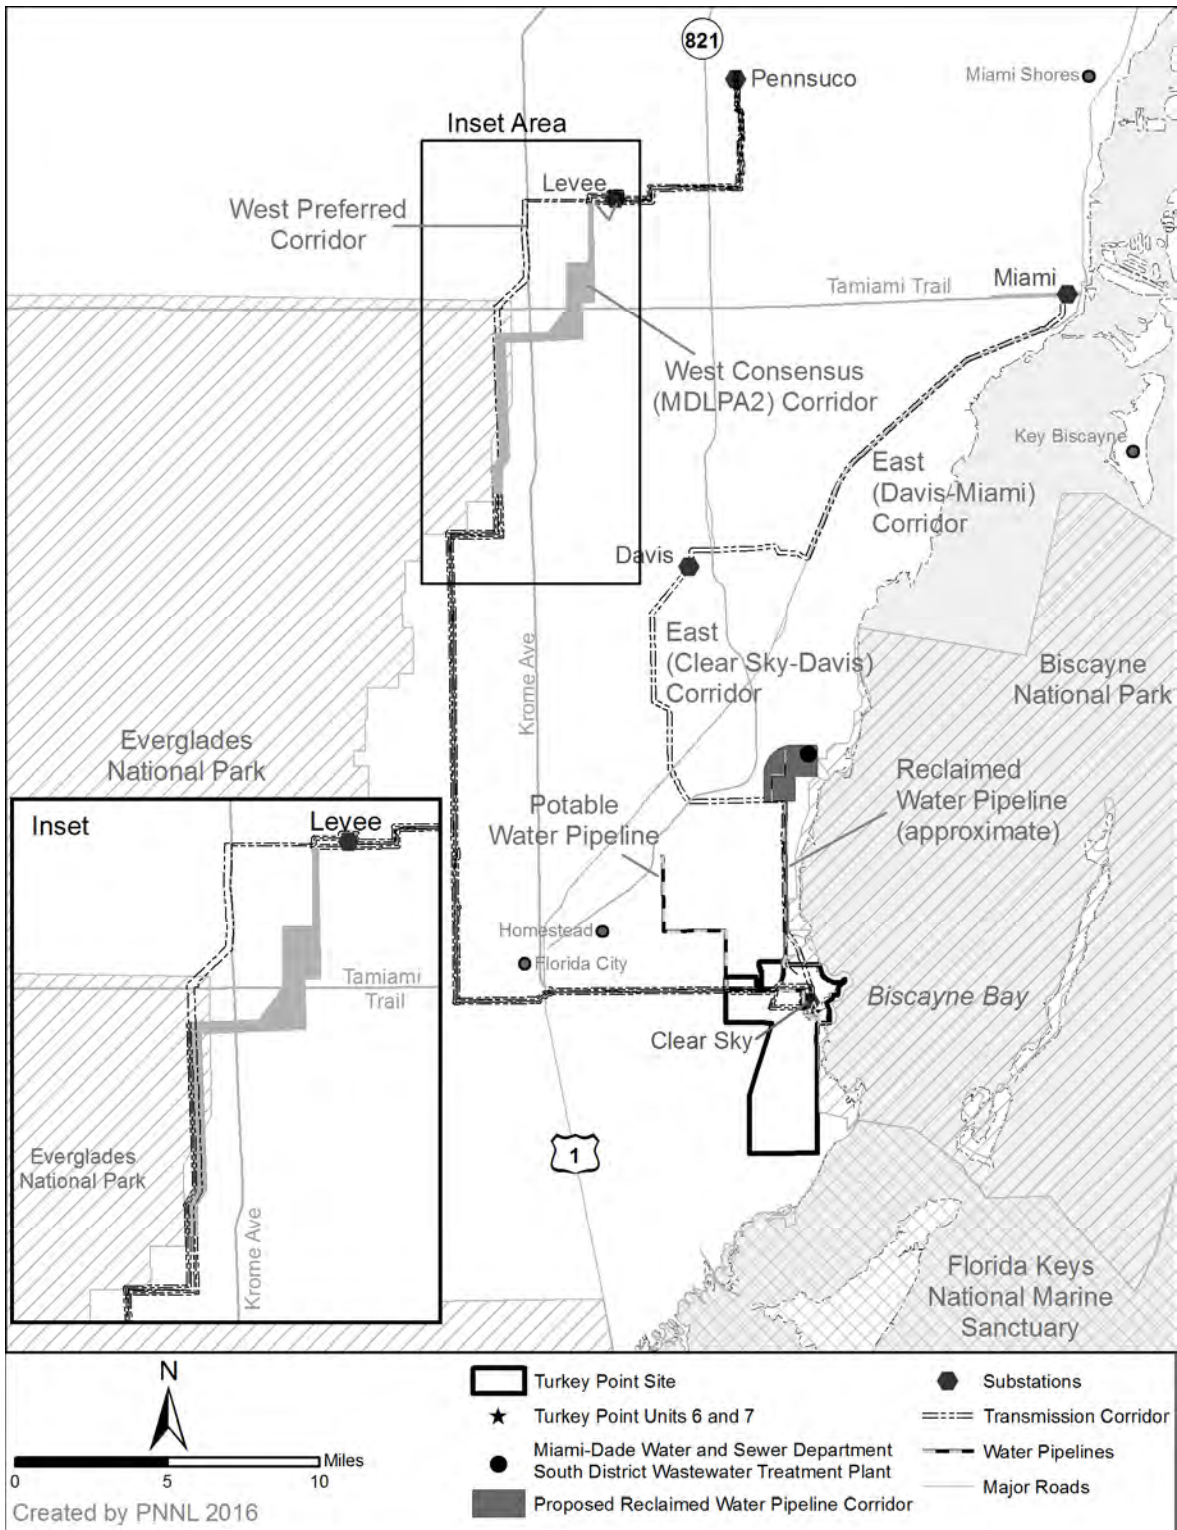 821
Pennsuco
Miami Shores
Inset Area
Levee
West Preferred
Corridor
Miami
Tamiami Trail
West Consensus
(MDLPA2) Corridor
Key Biscayne
East
(Davis-Miami)
Corridor
Davis
East
(Clear Sky-Davis)
Corridor
Krome Ave
Biscayne
National Park
Everglades
National Park
Reclaimed
Water Pipeline
(approximate)
Potable
Water Pipeline
Homestead
Florida City
Biscayne Bay
Clear Sky
1
Florida Keys
National Marine
Sanctuary
Inset
Levee
Tamiami
Trail
Everglades
National Park
Krome Ave
N
0
5
10
Miles
Created by PNNL 2016
Turkey Point Site
Turkey Point Units 6 and 7
Miami-Dade Water and Sewer Department
South District Wastewater Treatment Plant
Proposed Reclaimed Water Pipeline Corridor
Substations
Transmission Corridor
Water Pipelines
Major Roads